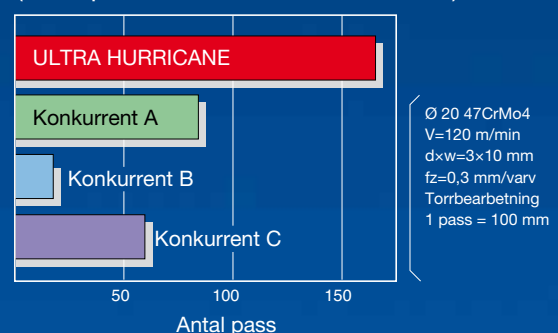 ULTRA HURRICANE
Konkurrent A
Konkurrent B
Konkurrent C
50 100 150
Antal pass
Ø 20 47CrMo4
V=120 m/min
d×w=3×10 mm
fz=0,3 mm/varv
Torrbearbetning
1 pass = 100 mm